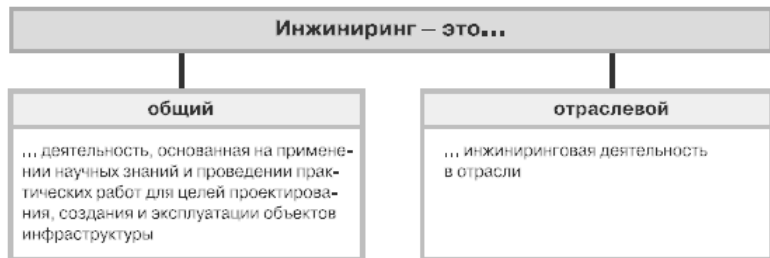 Инжиниринг – это...
общий
... деятельность, основанная на примене-
нии научных знаний и проведении прак-
тических работ для целей проектирова-
ния, создания и эксплуатации объектов
инфраструктуры
отраслевой
... инжиниринговая деятельность
в отрасли